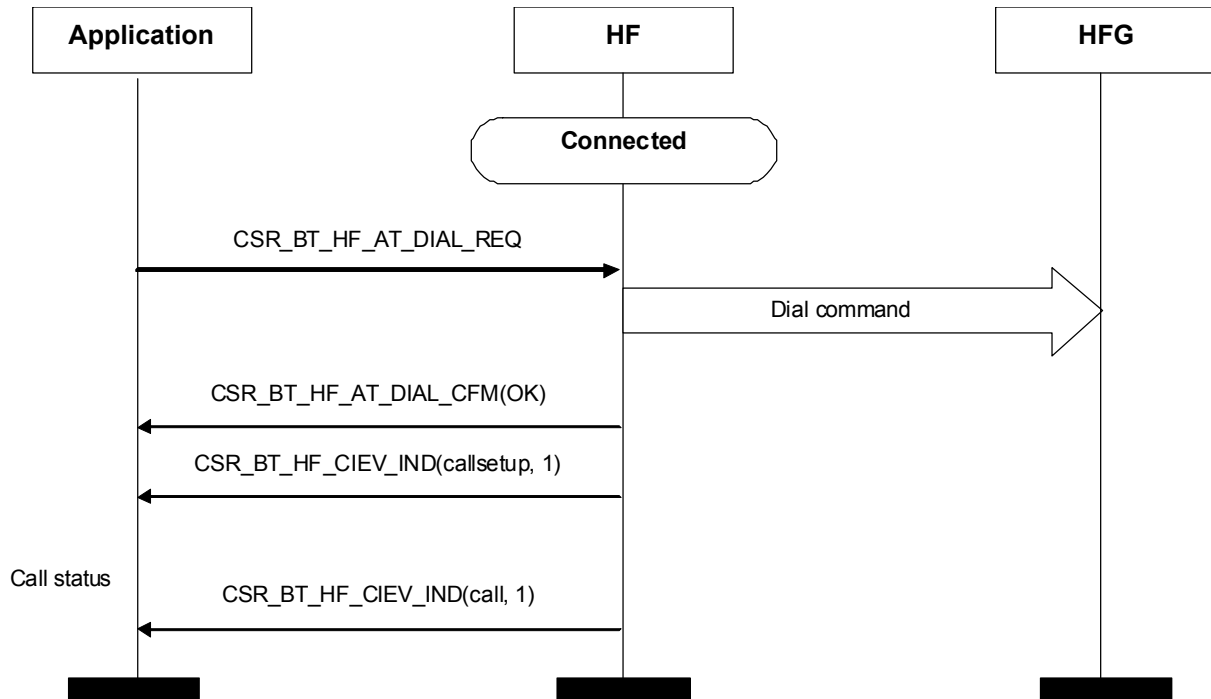 Application
HF
HFG
Connected
CSR_BT_HF_AT_DIAL_REQ
Dial command
CSR_BT_HF_AT_DIAL_CFM(OK)
CSR_BT_HF_CIEV_IND(callsetup, 1)
Call status
CSR_BT_HF_CIEV_IND(call, 1)